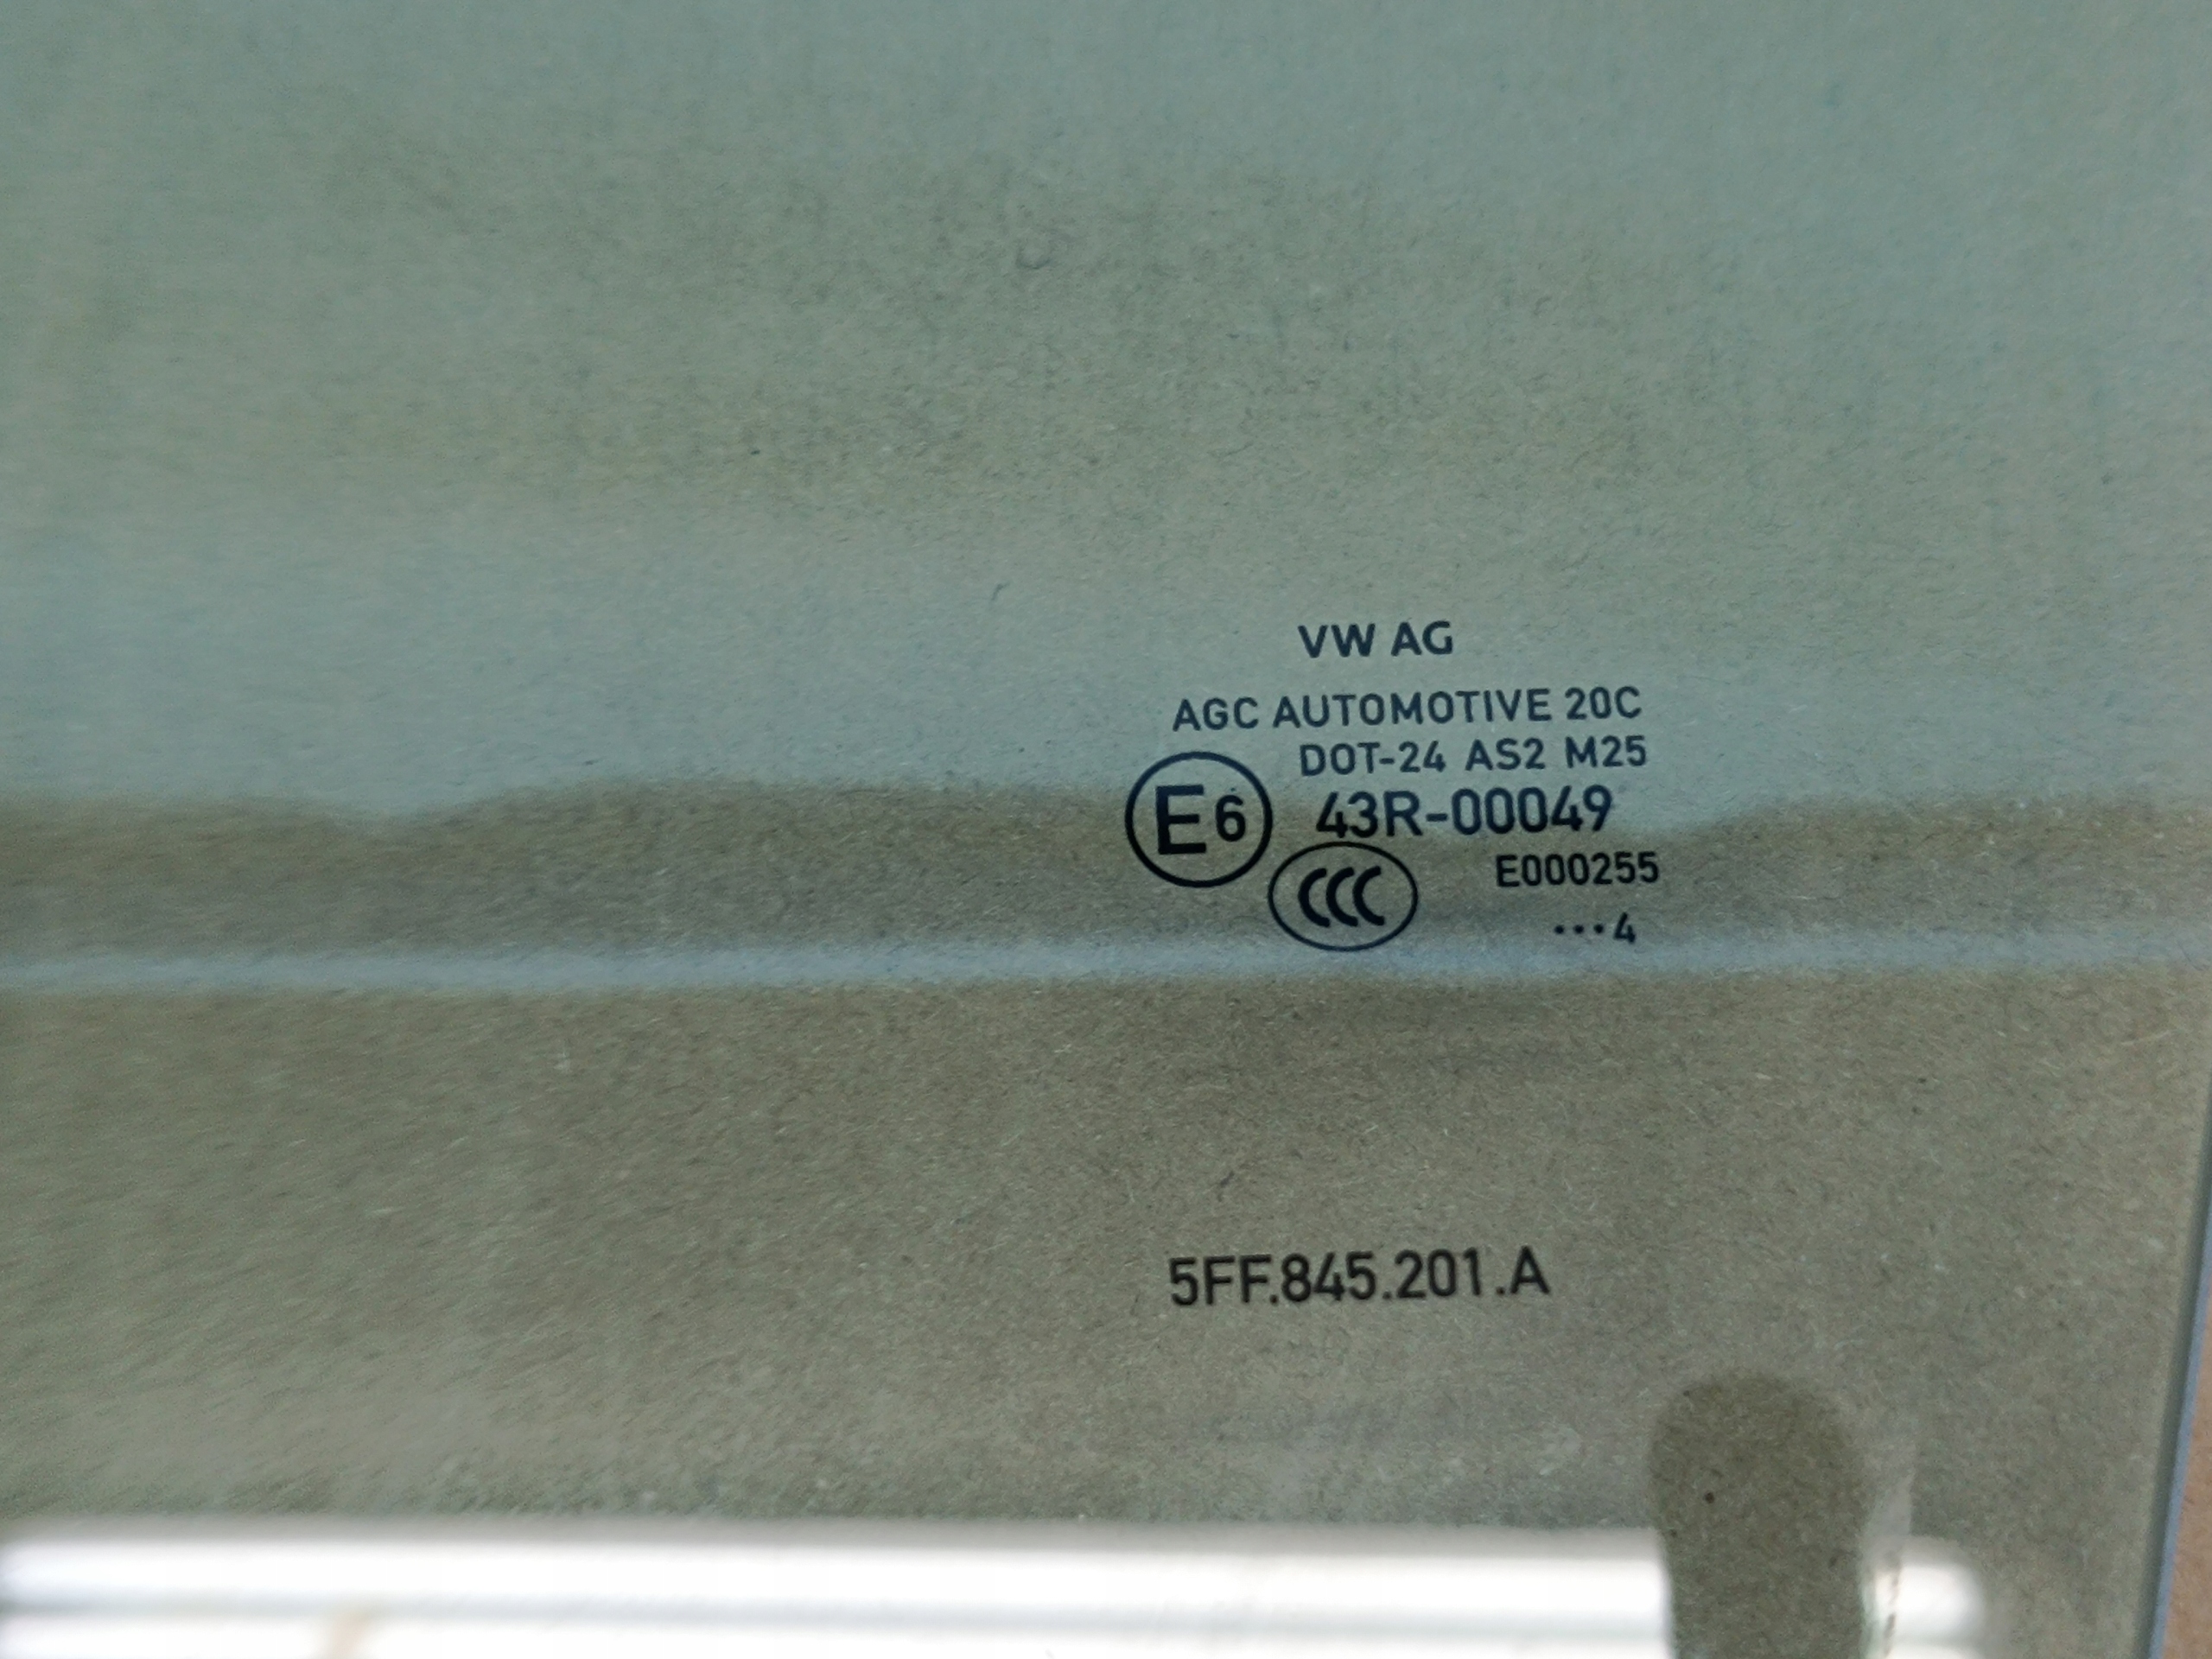 VW AG
AGC AUTOMOTIVE 20C
DOT-24 AS2 M25
E6 43R-00049
CCC E000255
...4
5FF.845.201.A